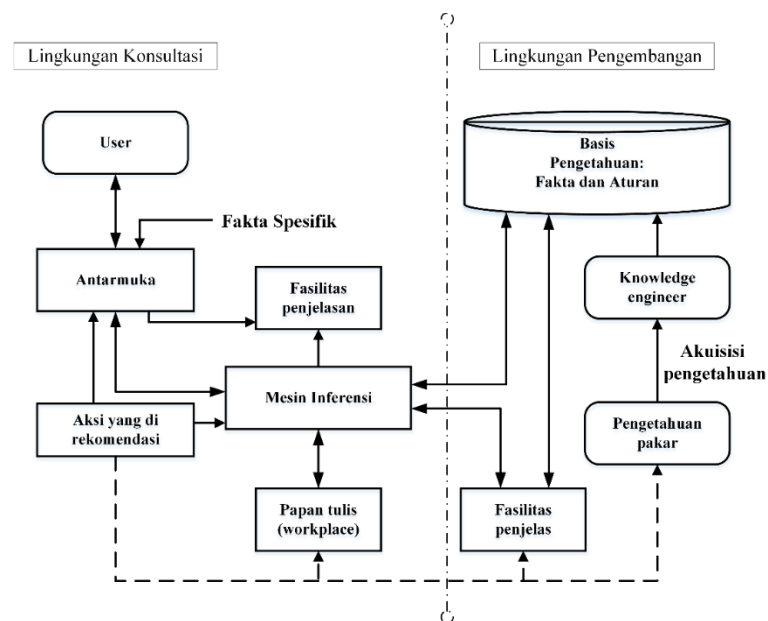 Lingkungan Konsultasi
Lingkungan Pengembangan
User
Basis
Pengetahuan:
Fakta dan Aturan
Fakta Spesifik
Antarmuka
Fasilitas
penjelasan
Knowledge
engineer
Akuisisi
pengetahuan
Mesin Inferensi
Aksi yang di
rekomendasi
Pengetahuan
pakar
Papan tulis
(workplace)
Fasilitas
penjelas